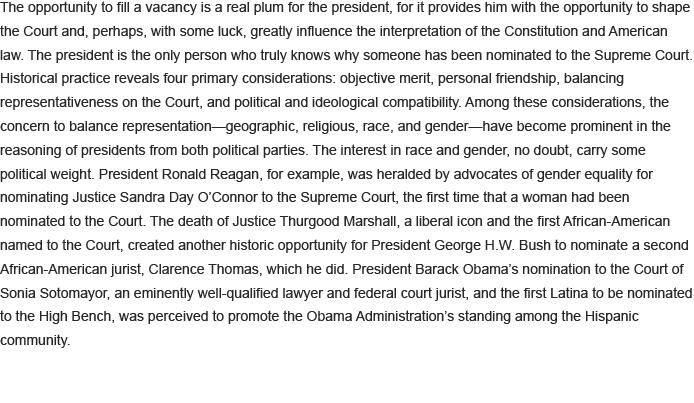 The opportunity to fill a vacancy is a real plum for the president, for it provides him with the opportunity to shape
the Court and, perhaps, with some luck, greatly influence the interpretation of the Constitution and American
law. The president is the only person who truly knows why someone has been nominated to the Supreme Court.
Historical practice reveals four primary considerations: objective merit, personal friendship, balancing
representativeness on the Court, and political and ideological compatibility. Among these considerations, the
concern to balance representation—geographic, religious, race, and gender—have become prominent in the
reasoning of presidents from both political parties. The interest in race and gender, no doubt, carry some
political weight. President Ronald Reagan, for example, was heralded by advocates of gender equality for
nominating Justice Sandra Day O’Connor to the Supreme Court, the first time that a woman had been
nominated to the Court. The death of Justice Thurgood Marshall, a liberal icon and the first African-American
named to the Court, created another historic opportunity for President George H.W. Bush to nominate a second
African-American jurist, Clarence Thomas, which he did. President Barack Obama’s nomination to the Court of
Sonia Sotomayor, an eminently well-qualified lawyer and federal court jurist, and the first Latina to be nominated
to the High Bench, was perceived to promote the Obama Administration’s standing among the Hispanic
community.